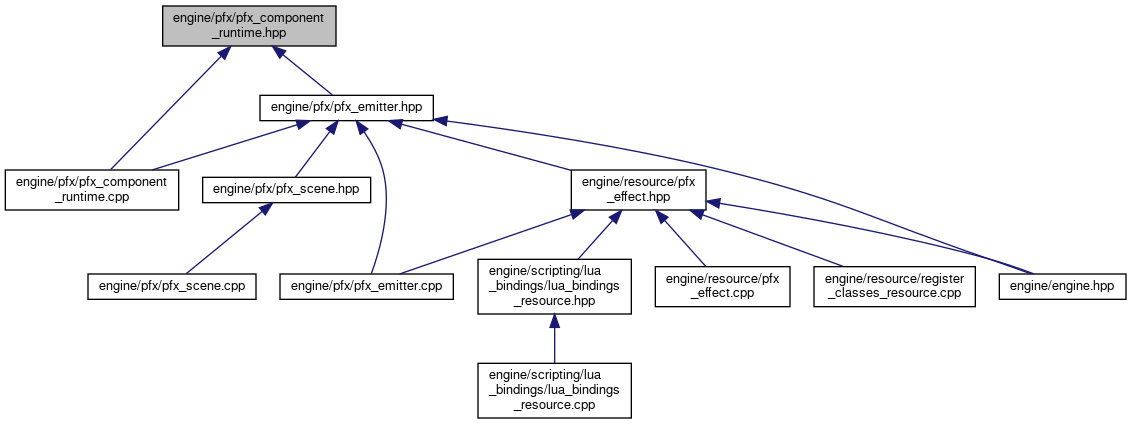 engine/pfx/pfx_component
_runtime.hpp
engine/pfx/pfx_emitter.hpp
engine/pfx/pfx_component
_runtime.cpp
engine/pfx/pfx_scene.hpp
engine/resource/pfx
_effect.hpp
engine/pfx/pfx_scene.cpp
engine/pfx/pfx_emitter.cpp
engine/scripting/lua
_bindings/lua_bindings
_resource.hpp
engine/resource/pfx
_effect.cpp
engine/resource/register
_classes_resource.cpp
engine/engine.hpp
engine/scripting/lua
_bindings/lua_bindings
_resource.cpp